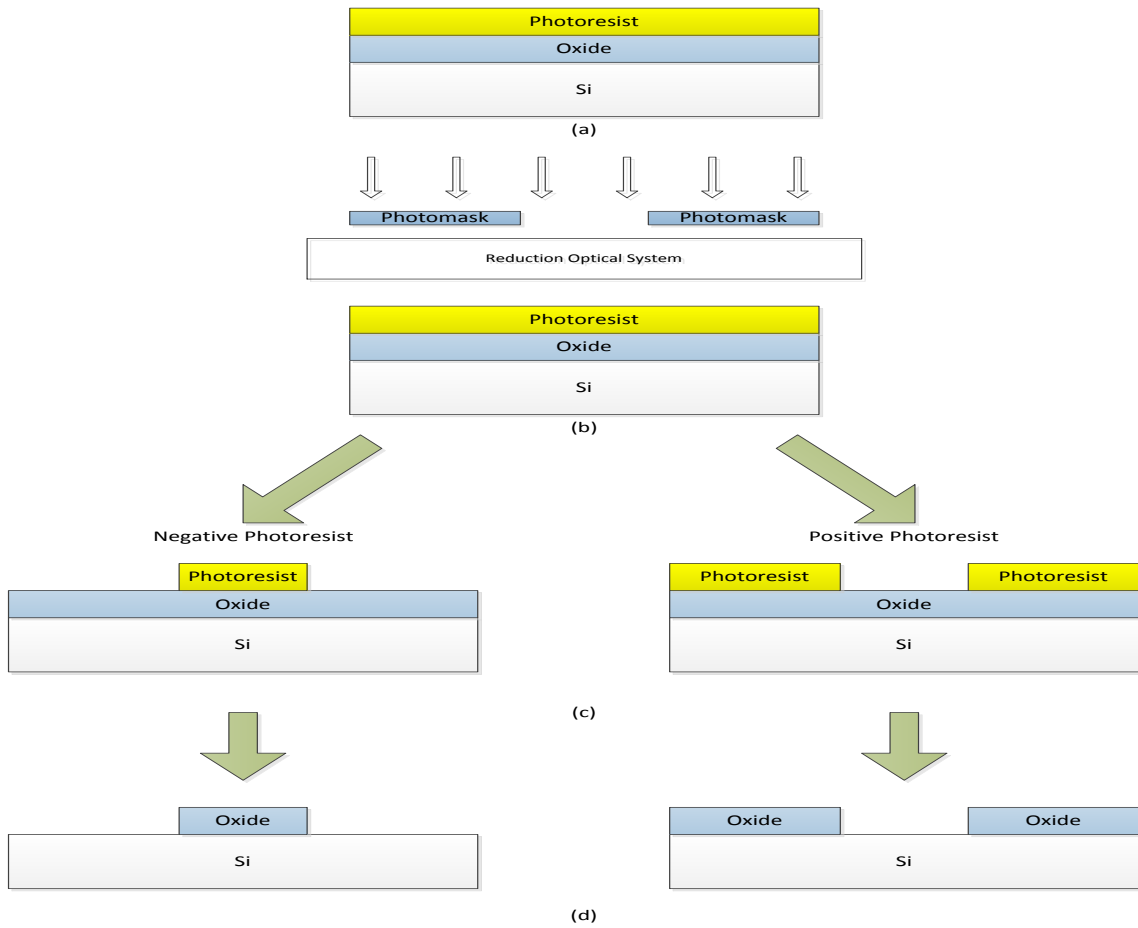 Photoresist
Oxide
Si
(a)
Photomask Photomask
Reduction Optical System
Photoresist
Oxide
Si
(b)
Negative Photoresist Positive Photoresist
Photoresist Photoresist Photoresist
Oxide Oxide
Si Si
(c)
Oxide Oxide Oxide
Si Si
(d)